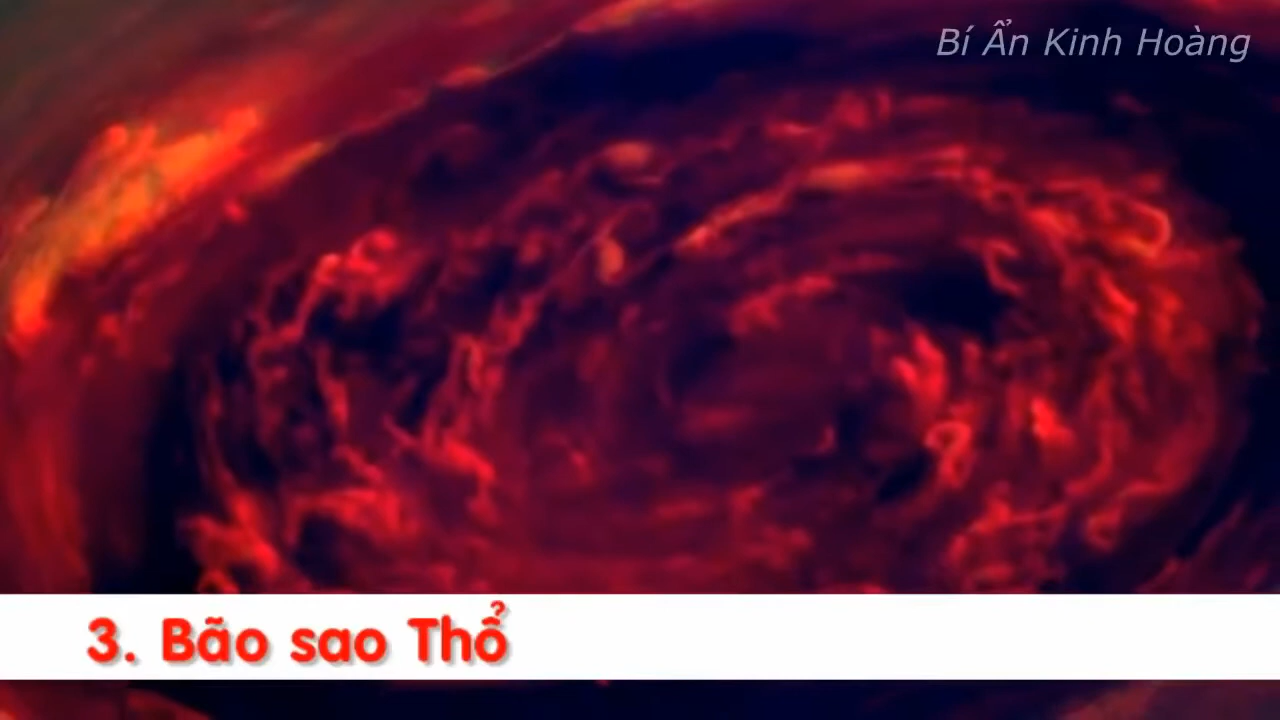 Bí Ẩn Kinh Hoàng
3. Bão sao Thổ